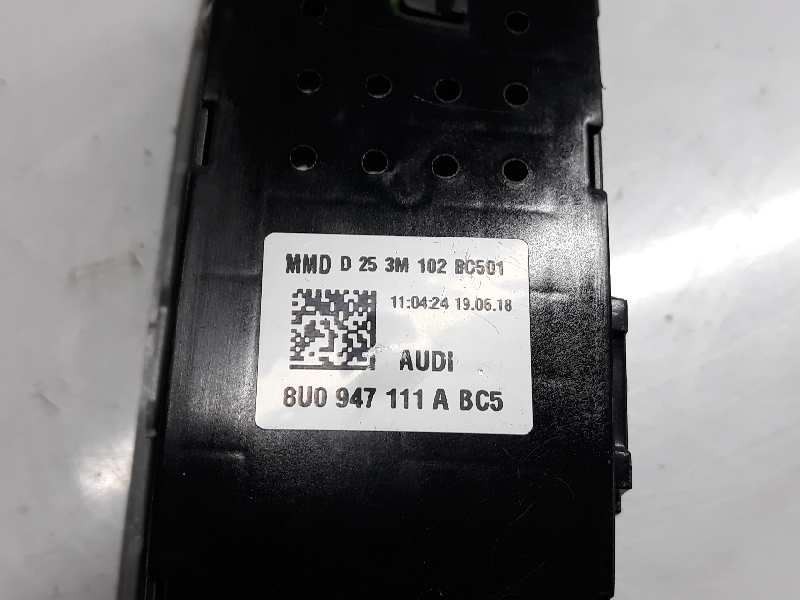 MMD D 25 3M 102 BC501
11:04:24 19.06.18
AUDI
8U0 947 111 A BC5